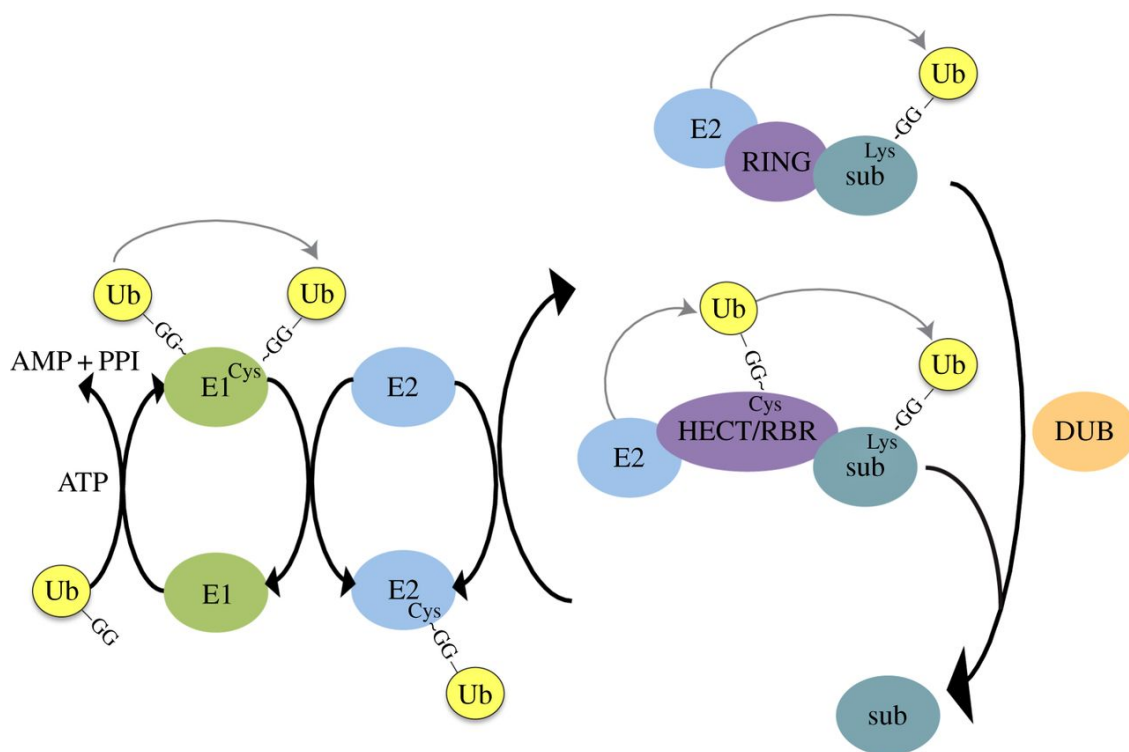 Ub
E2
-GG—
RING
Lys
sub
Ub
Ub
—GG~
~GG—
Ub
Ub
AMP + PPI
E1
Cys
E2
—GG~
-GG—
Cys
HECT/RBR
Lys
sub
E2
DUB
ATP
Ub
—GG
E1
E2
Cys
~GG—
Ub
sub